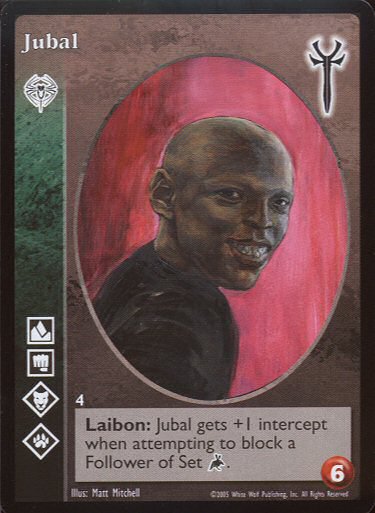 Jubal
4
Laibon: Jubal gets +1 intercept
when attempting to block a
Follower of Set .
6
Illus: Matt Mitchell
©2005 White Wolf Publishing, Inc. All Rights Reserved.